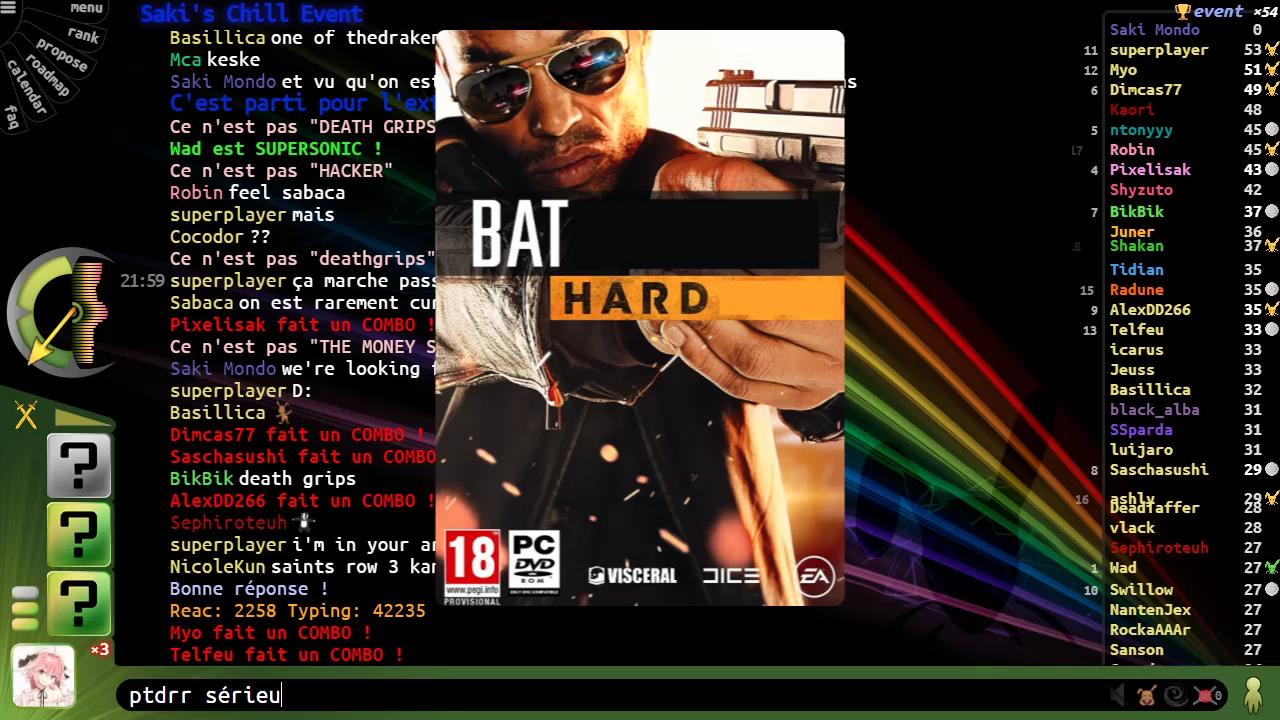 menu
rank
propose
roadmap
calendar
faq
Saki's Chill Event
Basillica one of thedraken
Mca keske
Saki Mondo et vu qu'on est
C'est parti pour l'ext
Ce n'est pas "DEATH GRIPS
Wad est SUPERSONIC !
Ce n'est pas "HACKER"
Robin feel sabaca
superplayer mais
Cocodor ??
Ce n'est pas "deathgrips"
21:59 superplayer ça marche pass
Sabaca on est rarement cur
Pixelisak fait un COMBO !
Ce n'est pas "THE MONEY S
Saki Mondo we're looking f
superplayer D:
Basillica
Dimcas77 fait un COMBO !
Saschasushi fait un COMBO
BikBik death grips
AlexDD266 fait un COMBO !
Sephiroteuh
superplayer i'm in your ar
NicoleKun saints row 3 kan
Bonne réponse !
Reac: 2258 Typing: 42235
Myo fait un COMBO !
Telfeu fait un COMBO !
×3
ptdrr sérieu
BAT
HARD
18
www.pegi.info
PROVISIONAL
PC
DVD
ROM
VISCERAL
DICE
EA
event ×54
Saki Mondo 0
11 superplayer 53
12 Myo 51
6 Dimcas77 49
Kaori 48
5 ntonyyy 45
17 Robin 45
4 Pixelisak 43
Shyzuto 42
7 BikBik 37
Juner 36
Shakan 37
Tidian 35
15 Radune 35
9 AlexDD266 35
13 Telfeu 33
icarus 33
Jeuss 33
Basillica 32
black_alba 31
SSparda 31
luijaro 31
8 Saschasushi 29
16 ashly 29
Deadfaffer 28
vlack 28
Sephiroteuh 27
1 Wad 27
10 Swillow 27
NantenJex 27
RockaAAAr 27
Sanson 27
0